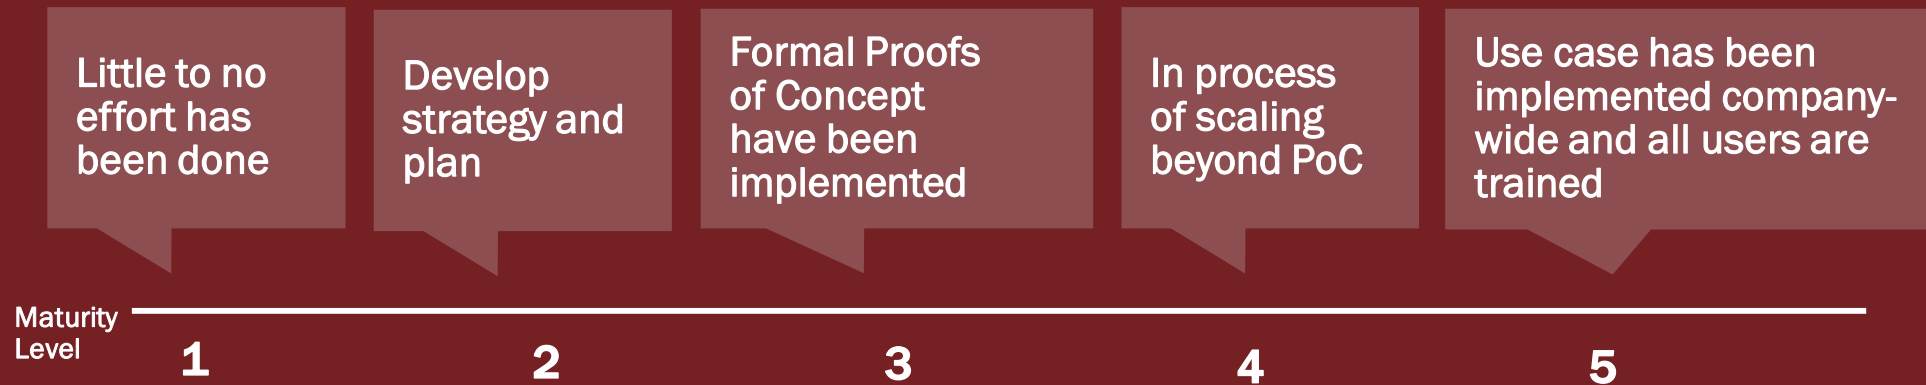 Little to no
effort has
been done
Develop
strategy and
plan
Formal Proofs
of Concept
have been
implemented
In process
of scaling
beyond PoC
Use case has been
implemented company-
wide and all users are
trained
Maturity
Level
1
2
3
4
5